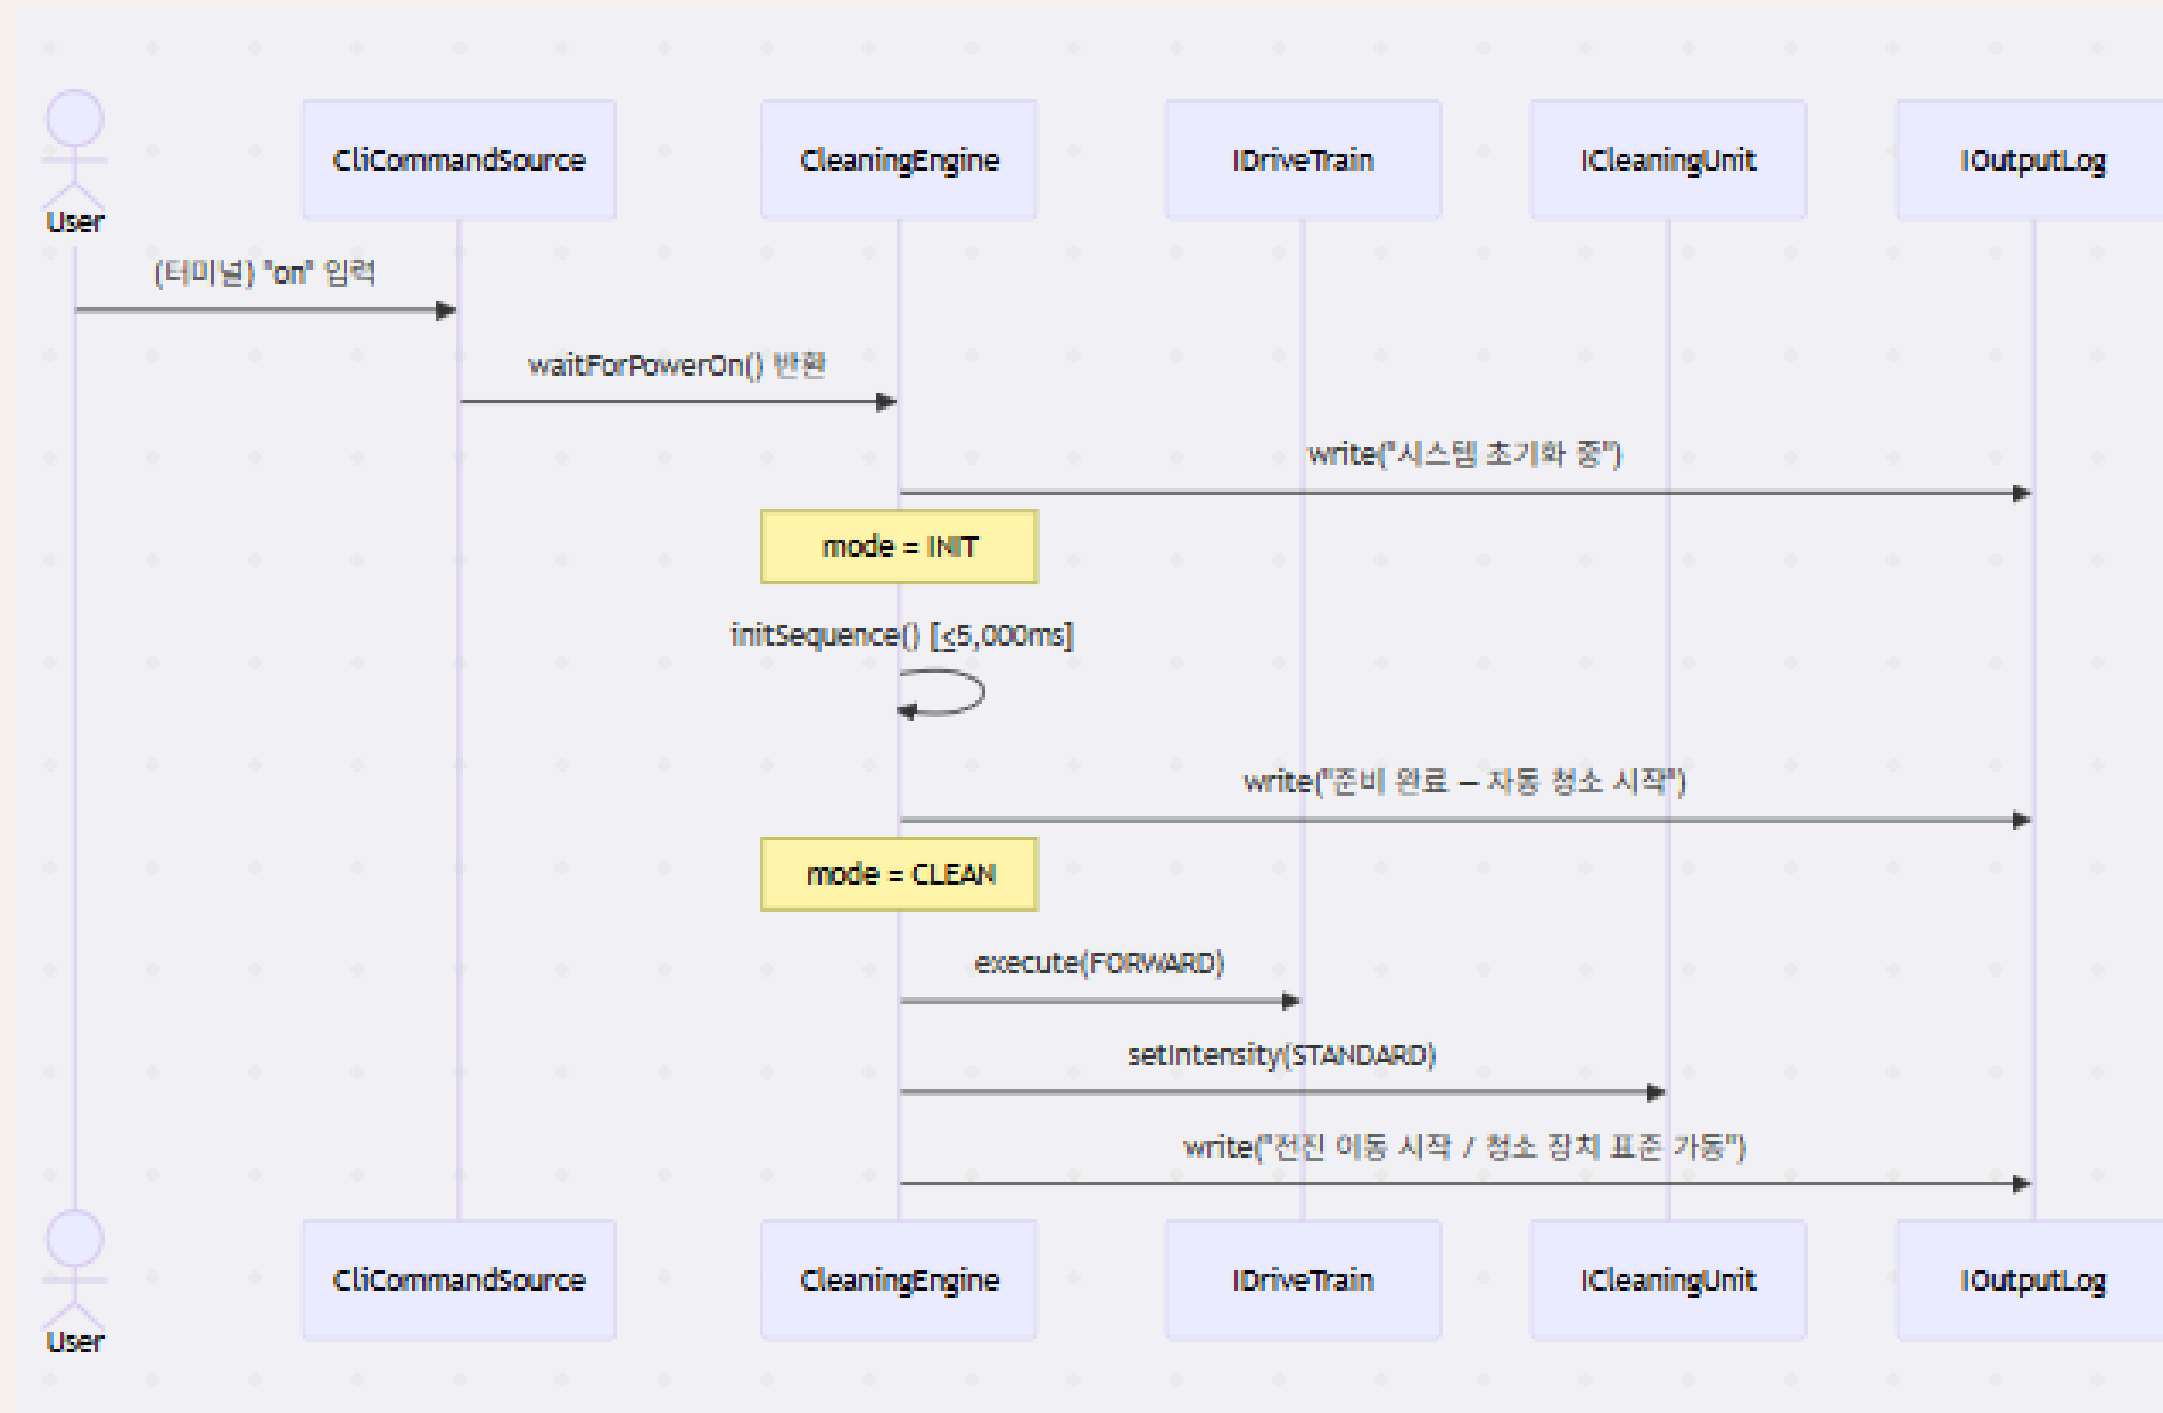 User
CliCommandSource
CleaningEngine
IDriveTrain
ICleaningUnit
IOutputLog
(터미널) "on" 입력
waitForPowerOn() 반환
write("시스템 초기화 중")
mode = INIT
initSequence() [≤5,000ms]
write("준비 완료 — 자동 청소 시작")
mode = CLEAN
execute(FORWARD)
setIntensity(STANDARD)
write("전진 이동 시작 / 청소 장치 표준 가동")
User
CliCommandSource
CleaningEngine
IDriveTrain
ICleaningUnit
IOutputLog